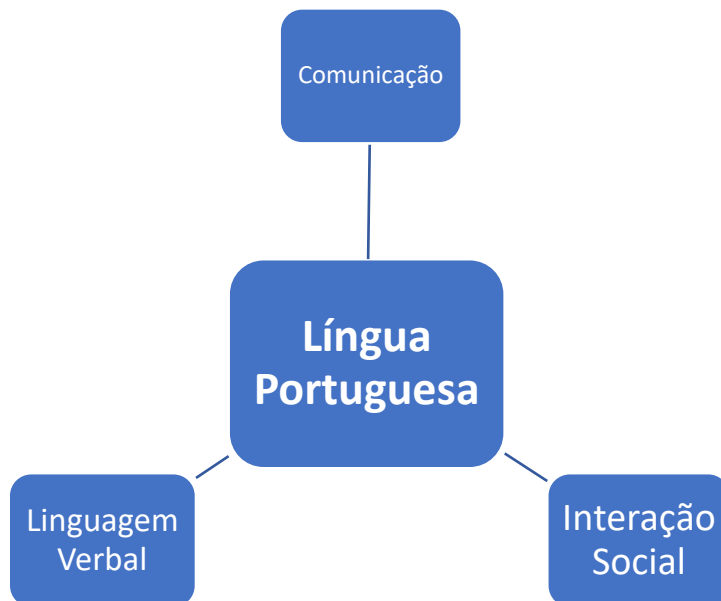 Comunicação
Língua
Portuguesa
Linguagem
Verbal
Interação
Social